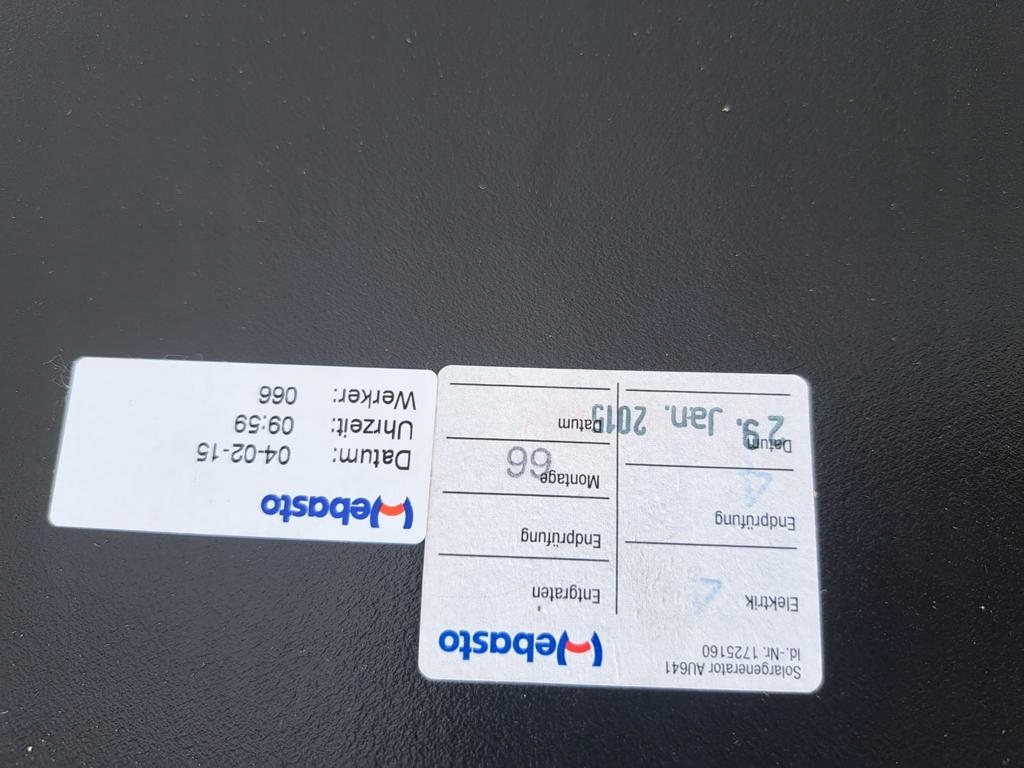 Solargenerator AU641
Id.-Nr. 1725160
Webasto
Elektrik
Endprüfung
Datum
29. Jan. 2015
Entgraten
Endprüfung
Montage
66
Datum
Webasto
Datum: 04-02-15
Uhrzeit: 09:59
Werker: 066